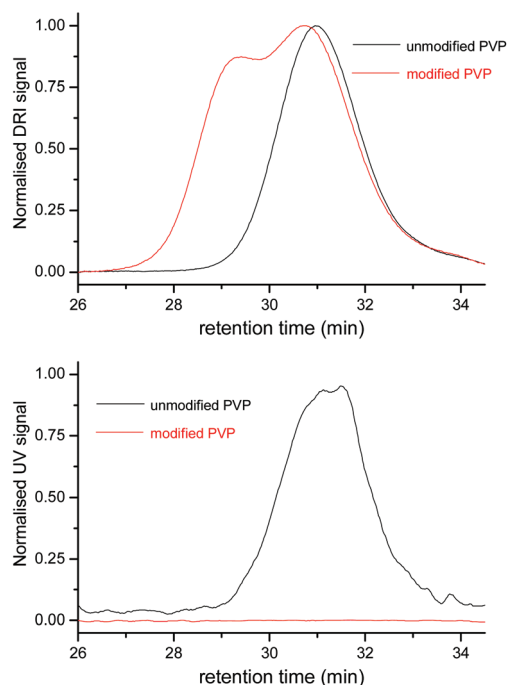 Normalised DRI signal
1.00
0.75
0.50
0.25
0.00
unmodified PVP
modified PVP
26
28
30
32
34
retention time (min)
Normalised UV signal
1.00
0.75
0.50
0.25
0.00
unmodified PVP
modified PVP
26
28
30
32
34
retention time (min)